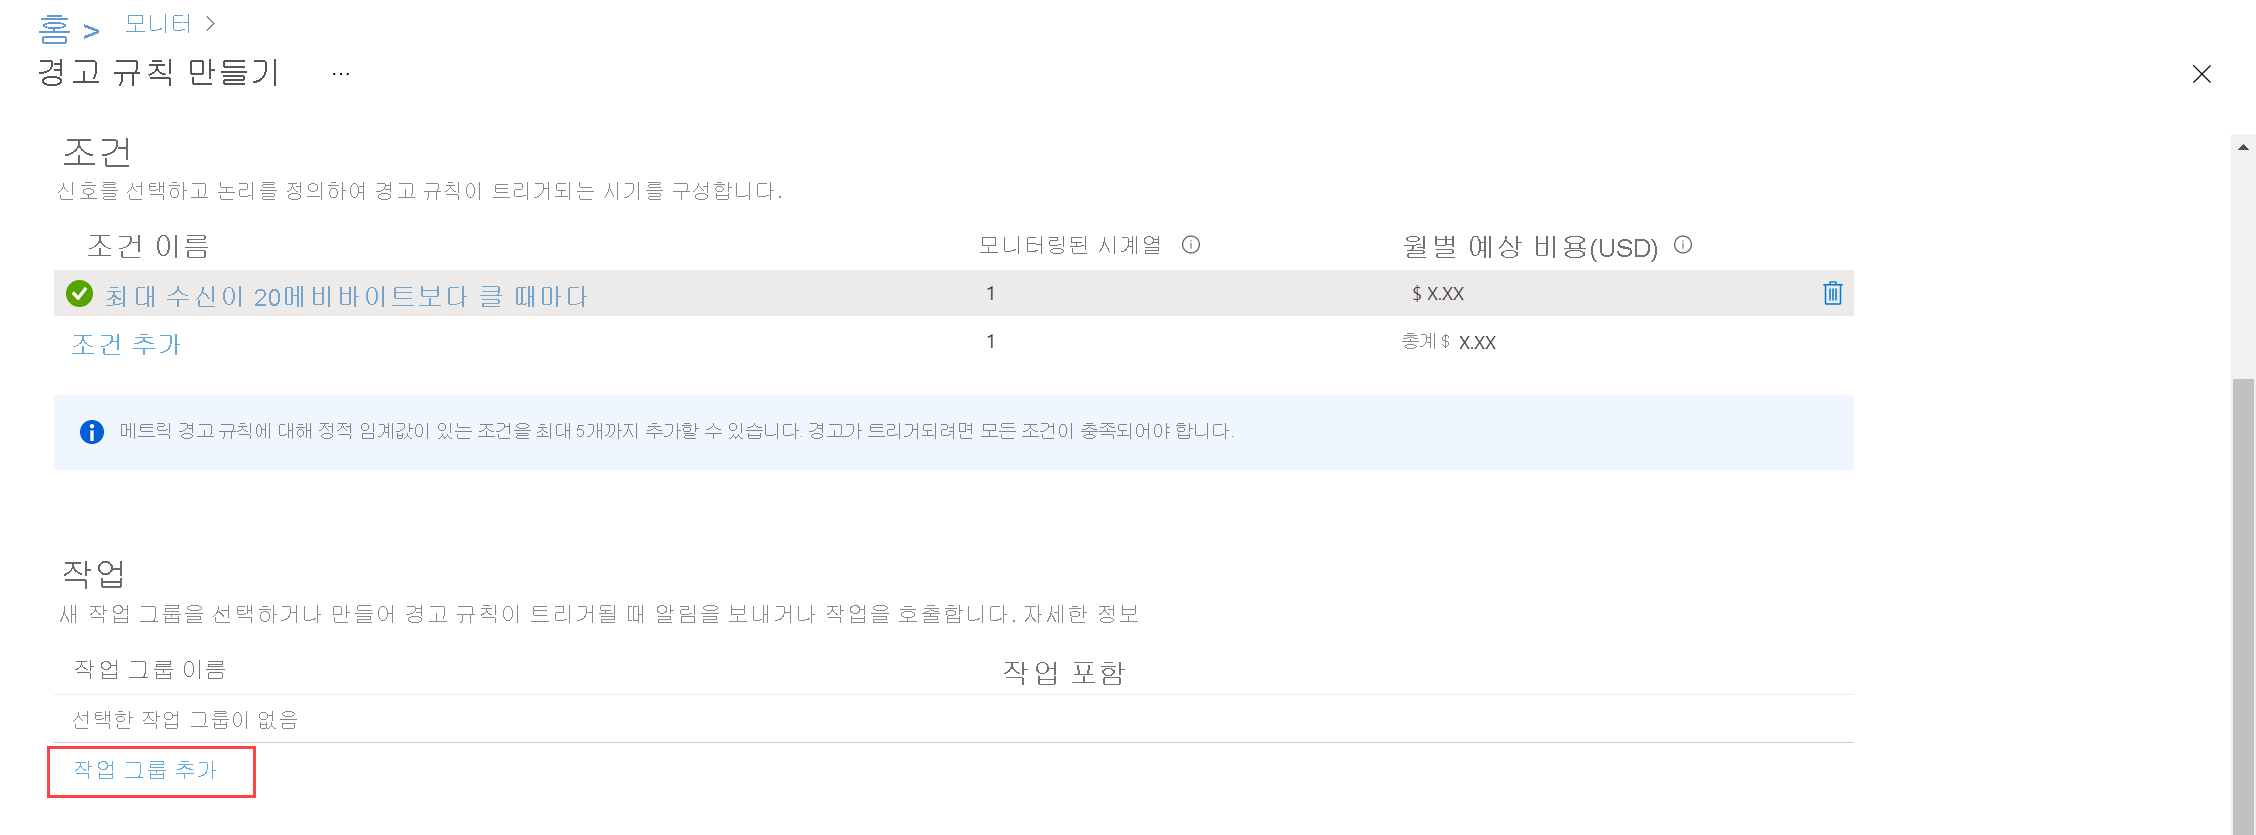 홈 > 모니터 >
경고 규칙 만들기 ...
조건
신호를 선택하고 논리를 정의하여 경고 규칙이 트리거되는 시기를 구성합니다.
조건 이름 모니터링된 시계열 월별 예상 비용(USD)
최대 수신이 20메비바이트보다 클 때마다 1 $ X.XX
조건 추가 1 총계 $ X.XX
메트릭 경고 규칙에 대해 정적 임계값이 있는 조건을 최대 5개까지 추가할 수 있습니다. 경고가 트리거되려면 모든 조건이 충족되어야 합니다.
작업
새 작업 그룹을 선택하거나 만들어 경고 규칙이 트리거될 때 알림을 보내거나 작업을 호출합니다. 자세한 정보
작업 그룹 이름 작업 포함
선택한 작업 그룹이 없음
작업 그룹 추가